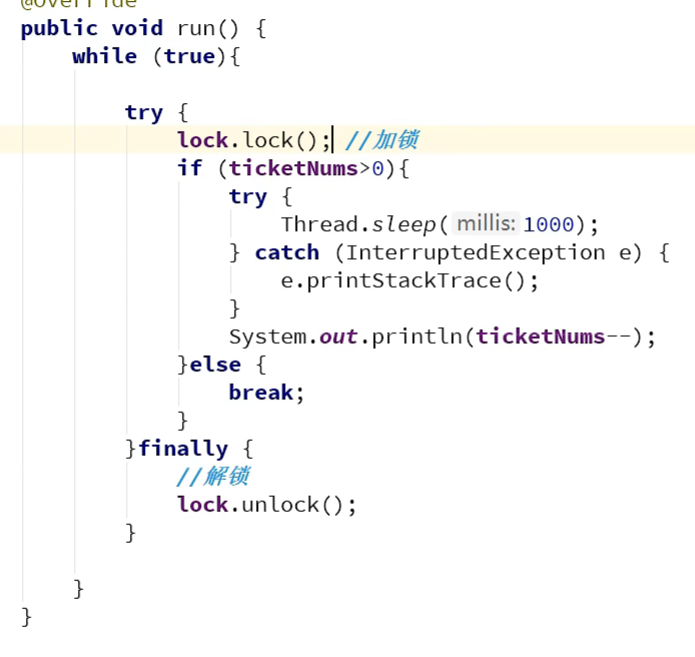 @Override
public void run() {
    while (true){
        try {
            lock.lock(); //加锁
            if (ticketNums>0){
                try {
                    Thread.sleep( millis: 1000);
                } catch (InterruptedException e) {
                    e.printStackTrace();
                }
                System.out.println(ticketNums--);
            }else {
                break;
            }
        }finally {
            //解锁
            lock.unlock();
        }
    }
}